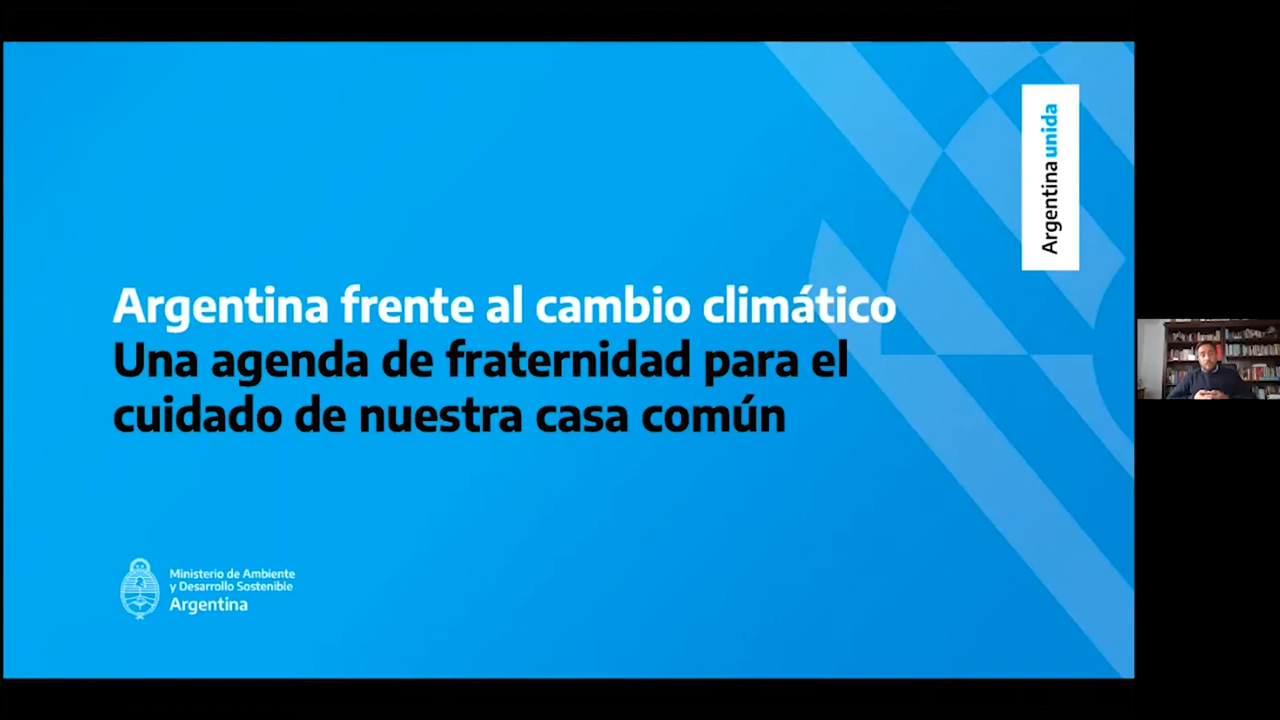 Argentina unida
Argentina frente al cambio climático
Una agenda de fraternidad para el
cuidado de nuestra casa común
Ministerio de Ambiente
y Desarrollo Sostenible
Argentina